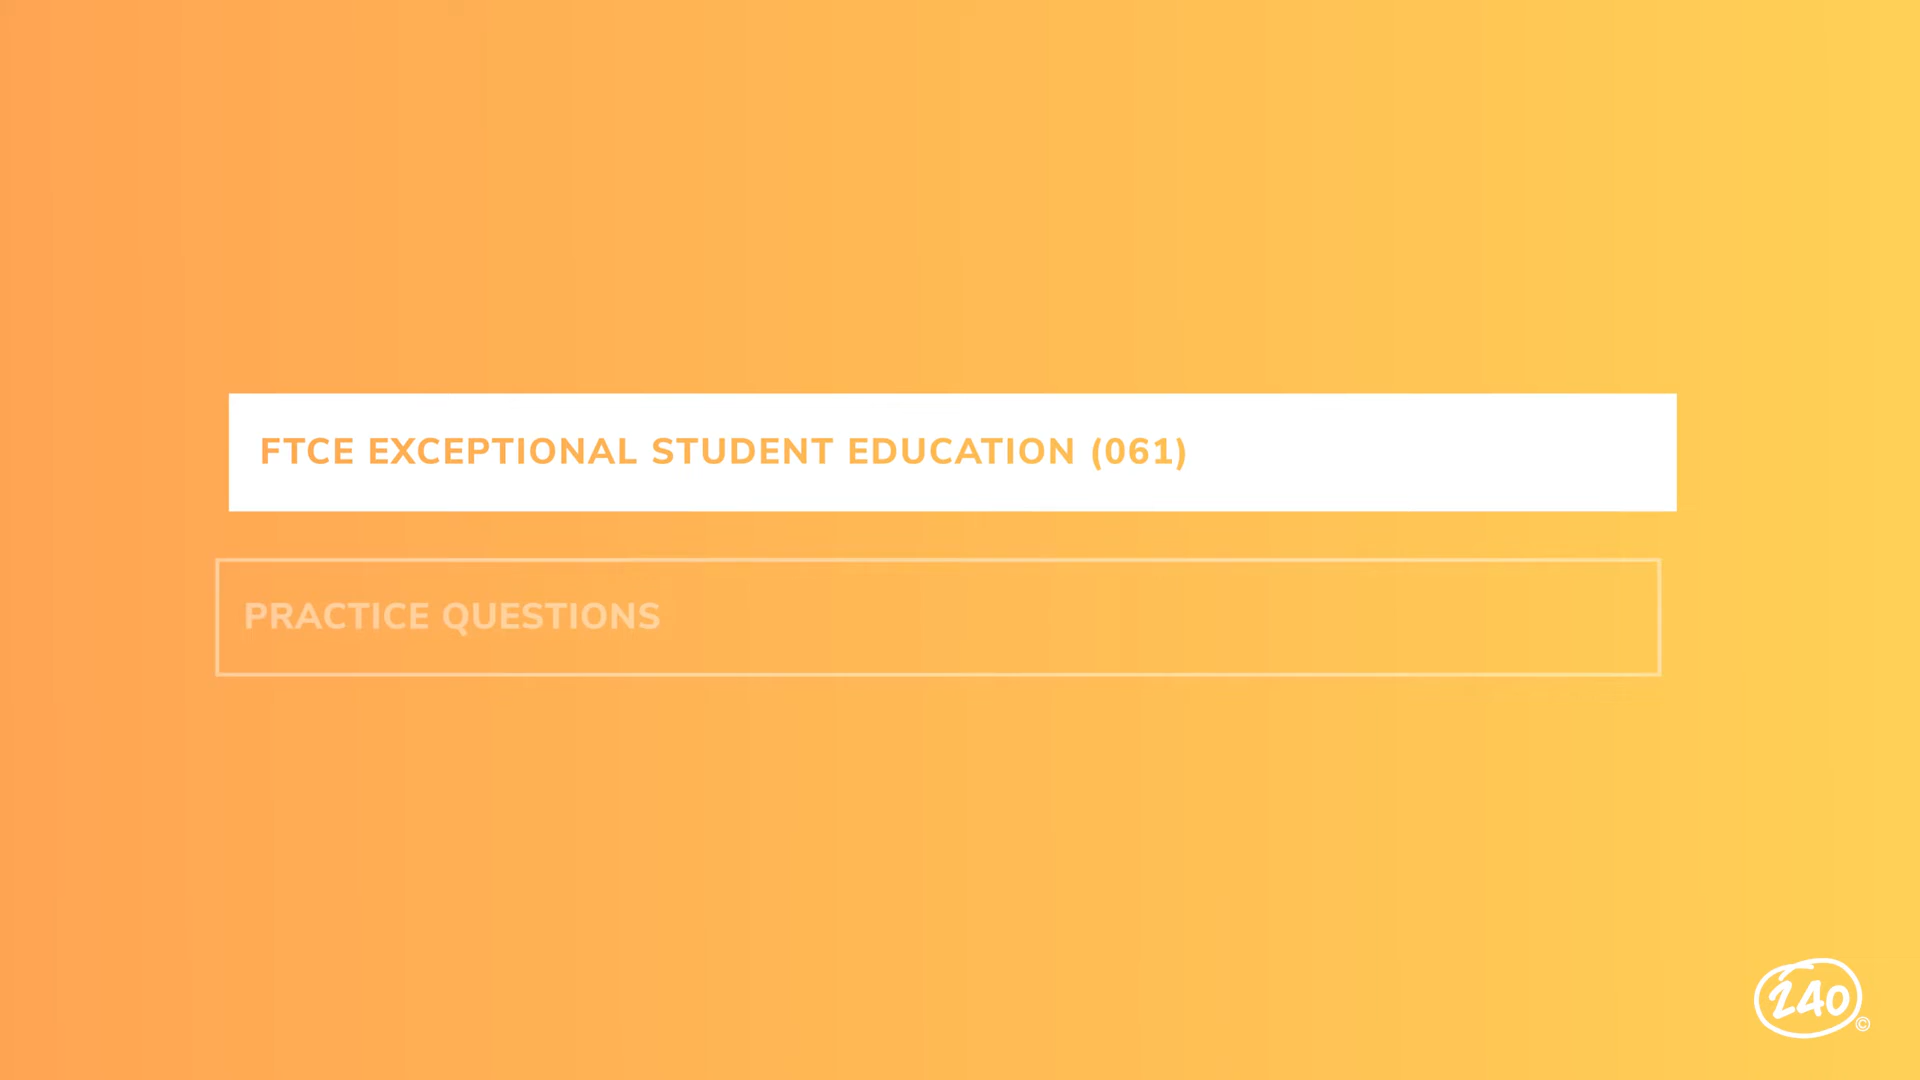 FTCE EXCEPTIONAL STUDENT EDUCATION (061)
PRACTICE QUESTIONS
240©